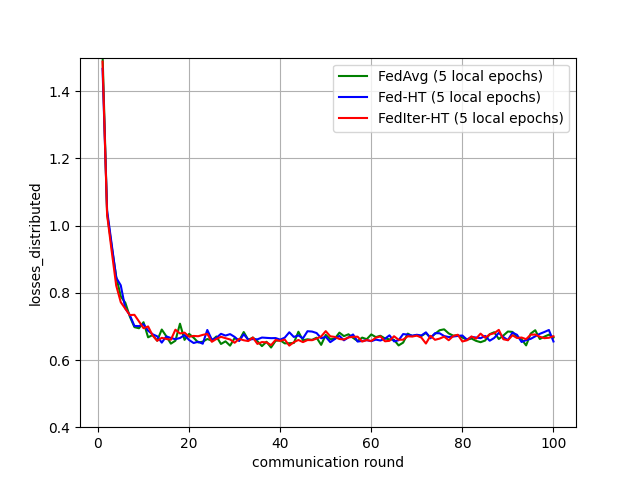 FedAvg (5 local epochs)
Fed-HT (5 local epochs)
FedIter-HT (5 local epochs)
1.4
1.2
1.0
0.8
0.6
0.4
losses_distributed
0 20 40 60 80 100
communication round